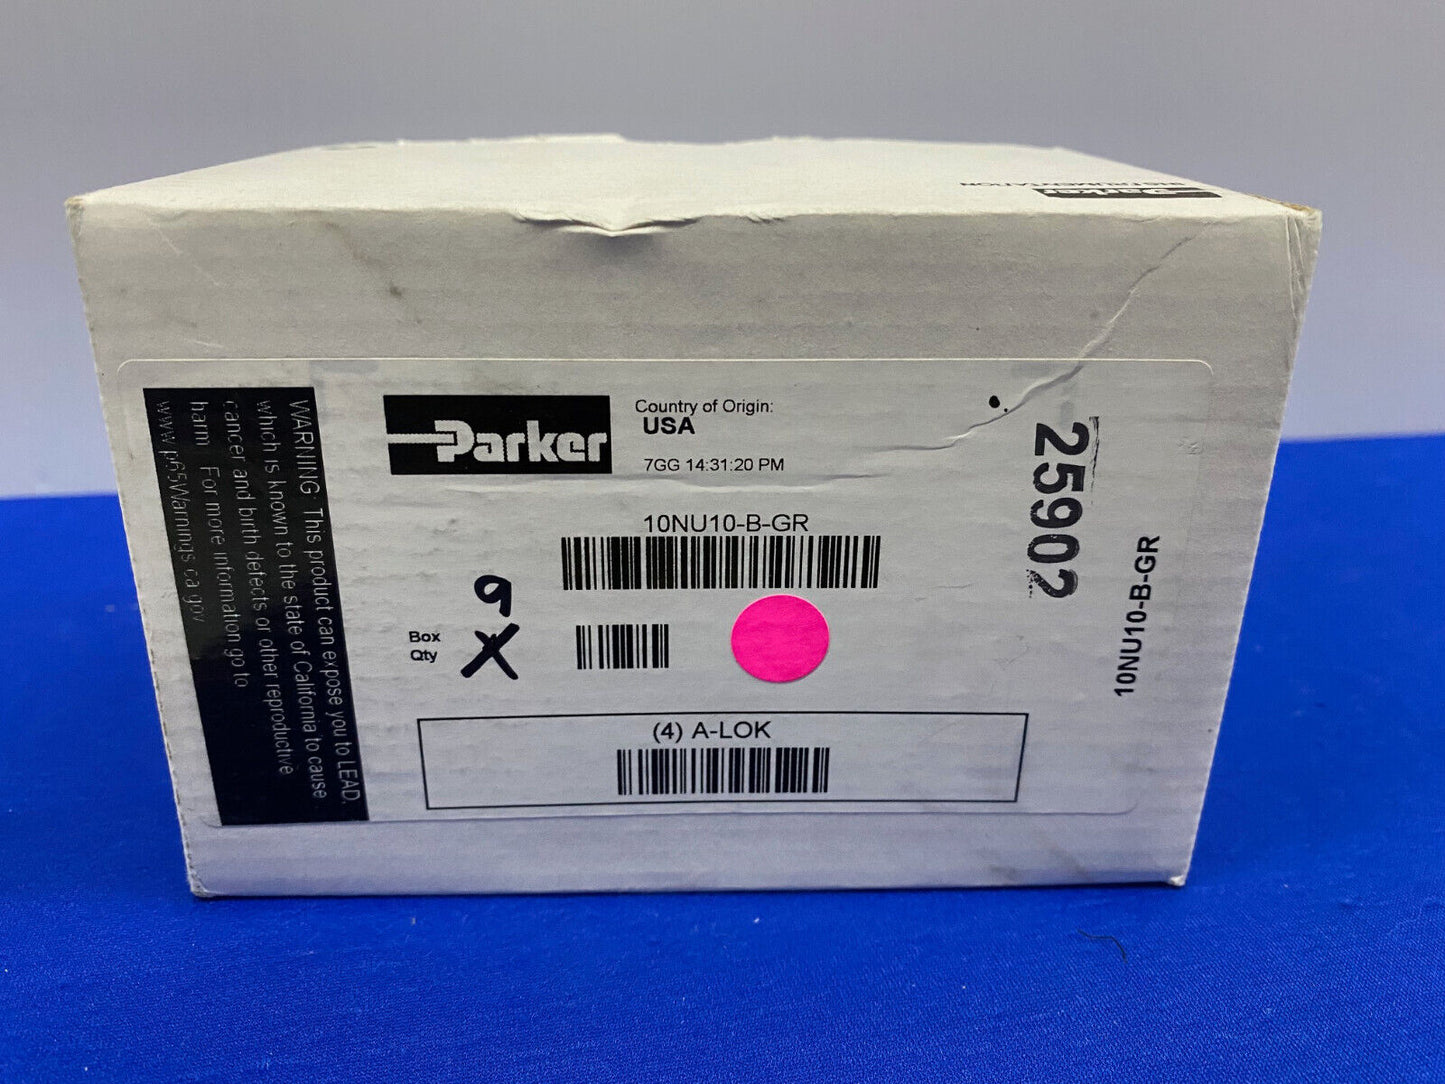 Parker
INSTRUMENTATION
WARNING: This product can expose you to LEAD.
which is known to the state of California to cause
cancer and birth defects or other reproductive
harm. For more information go to
www.p65Warnings.ca.gov
Parker
Country of Origin:
USA
7GG 14:31:20 PM
10NU10-B-GR
9
Box
Qty
X
(4) A-LOK
25902
10NU10-B-GR